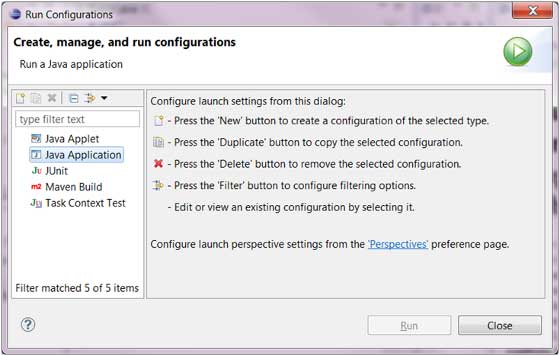 Run Configurations
Create, manage, and run configurations
Run a Java application
type filter text
Java Applet
Java Application
JUnit
Maven Build
Task Context Test
Filter matched 5 of 5 items
Configure launch settings from this dialog:
- Press the 'New' button to create a configuration of the selected type.
- Press the 'Duplicate' button to copy the selected configuration.
- Press the 'Delete' button to remove the selected configuration.
- Press the 'Filter' button to configure filtering options.
- Edit or view an existing configuration by selecting it.
Configure launch perspective settings from the 'Perspectives' preference page.
Run
Close